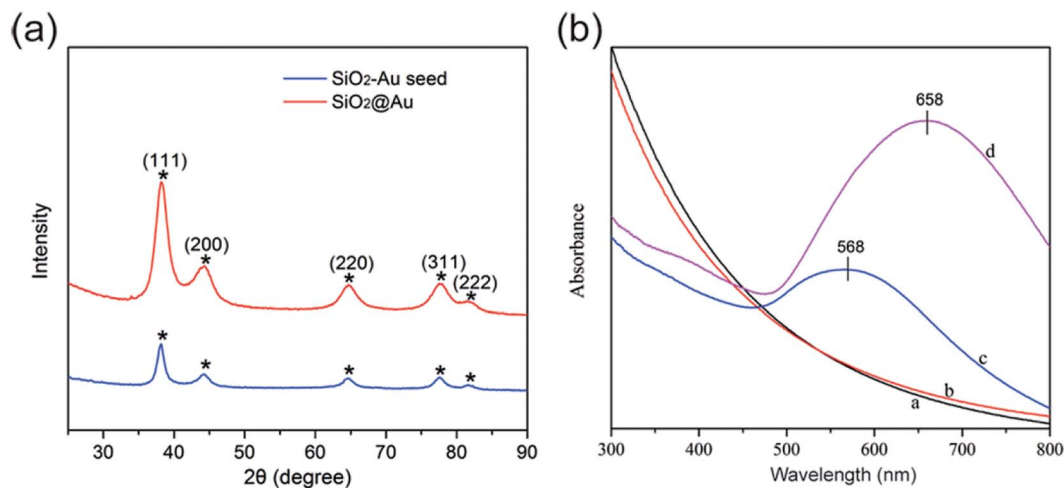 (a)
SiO2-Au seed
SiO2@Au
(111)
*
(200)
*
(220)
*
(311)
*
(222)
*
* * * * *
Intensity
30 40 50 60 70 80 90
2θ (degree)
(b)
658
d
568
c
b
a
Absorbance
300 400 500 600 700 800
Wavelength (nm)